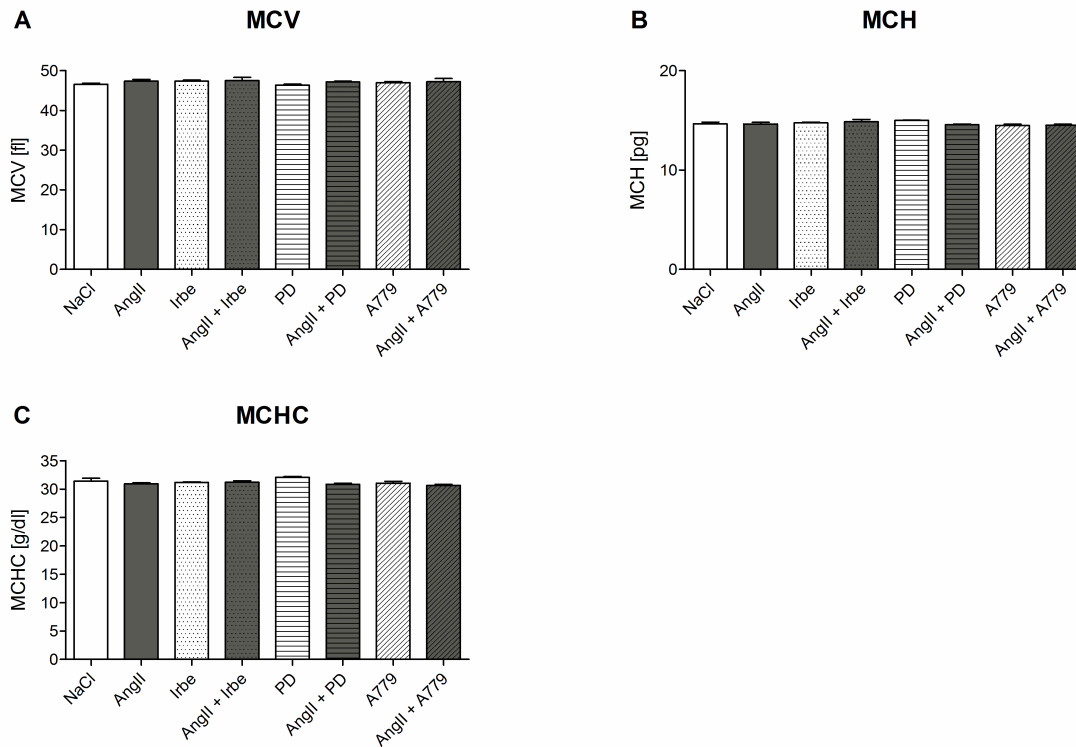 A
MCV
MCV [fl]
50
40
30
20
10
0
NaCl
AngII
Irbe
AngII + Irbe
PD
AngII + PD
A779
AngII + A779
B
MCH
MCH [pg]
20
10
0
NaCl
AngII
Irbe
AngII + Irbe
PD
AngII + PD
A779
AngII + A779
C
MCHC
MCHC [g/dl]
35
30
25
20
15
10
5
0
NaCl
AngII
Irbe
AngII + Irbe
PD
AngII + PD
A779
AngII + A779